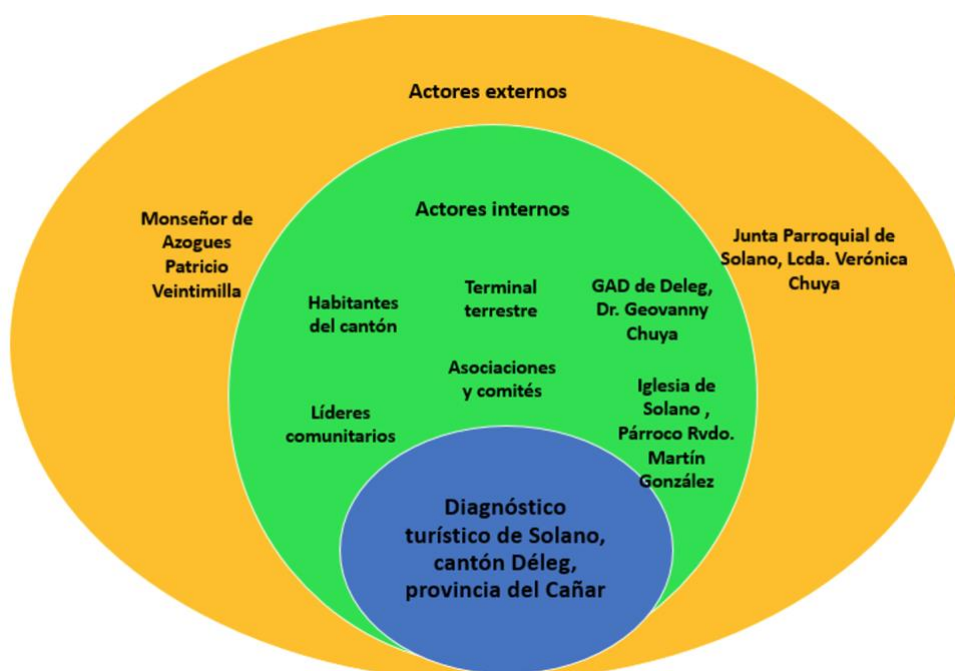 Actores externos
Actores internos
Monseñor de
Azogues
Patricio
Veintimilla
Junta Parroquial de
Solano, Lcda. Verónica
Chuya
Habitantes
del cantón
Terminal
terrestre
GAD de Deleg,
Dr. Geovanny
Chuya
Asociaciones
y comités
Líderes
comunitarios
Iglesia de
Solano ,
Párroco Rvdo.
Martín
González
Diagnóstico
turístico de Solano,
cantón Déleg,
provincia del Cañar